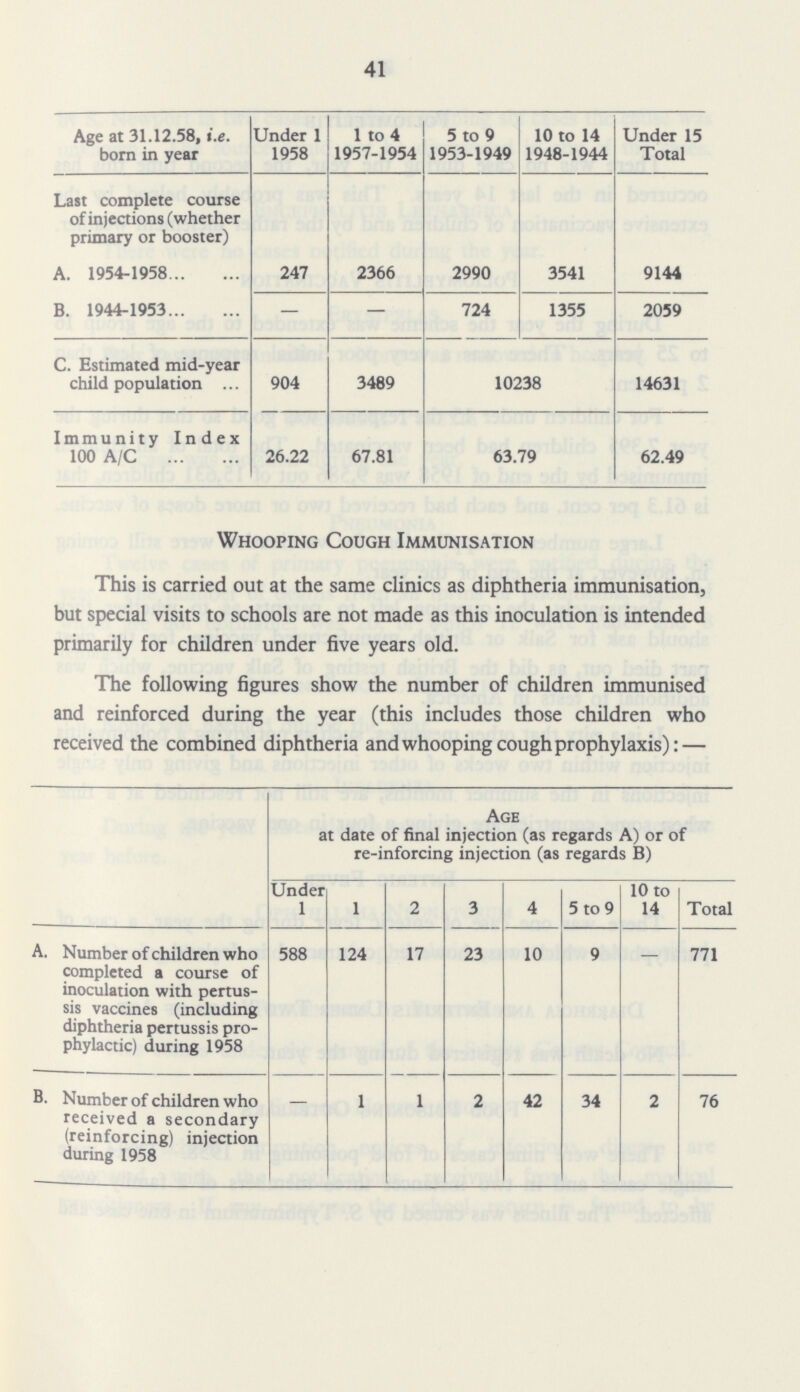 41
Age at 31.12.58, i.e. born in year | Under 1 1958 | 1 to 4 1957-1954 | 5 to 9 1953-1949 | 10 to 14 1948-1944 | Under 15 Total
Last complete course
of injections (whether
primary or booster)
A. 1954-1958... ... 247 2366 2990 3541 9144
B. 1944-1953... ... — — 724 1355 2059
C. Estimated mid-year
child population ... 904 3489 10238 14631
Immunity Index
100 A/C ... ... 26.22 67.81 63.79 62.49
WHOOPING COUGH IMMUNISATION
This is carried out at the same clinics as diphtheria immunisation,
but special visits to schools are not made as this inoculation is intended
primarily for children under five years old.
The following figures show the number of children immunised
and reinforced during the year (this includes those children who
received the combined diphtheria and whooping cough prophylaxis): —
AGE
at date of final injection (as regards A) or of
re-inforcing injection (as regards B)
Under 1 | 1 | 2 | 3 | 4 | 5 to 9 | 10 to 14 | Total
A. Number of children who 588 124 17 23 10 9 — 771
completed a course of
inoculation with pertus-
sis vaccines (including
diphtheria pertussis pro-
phylactic) during 1958
B. Number of children who — 1 1 2 42 34 2 76
received a secondary
(reinforcing) injection
during 1958